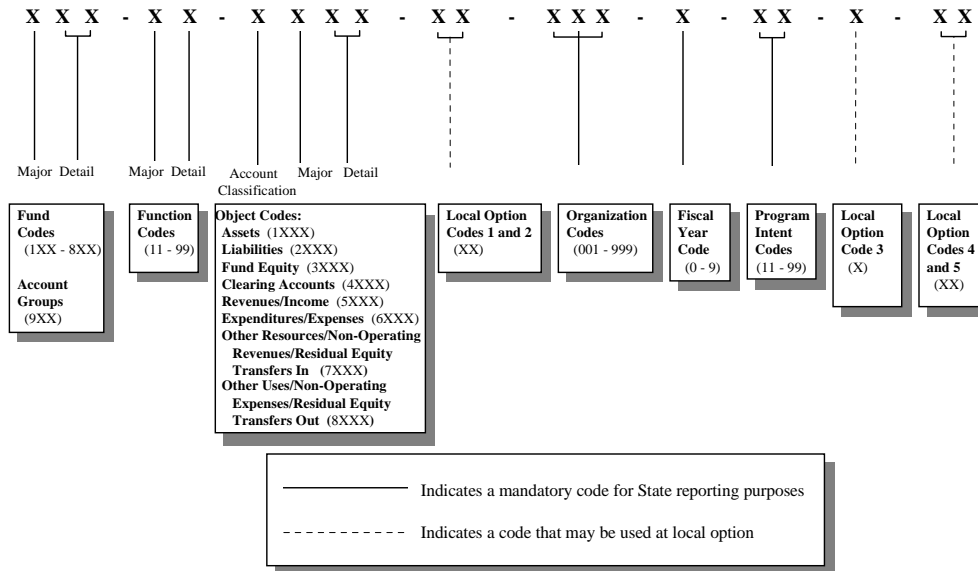 X X X - X X - X X X X - X X - X X X - X - X X - X - X X
Major Detail
Major Detail
Account Classification
Major Detail
Fund
Codes
(1XX - 8XX)
Account
Groups
(9XX)
Function
Codes
(11 - 99)
Object Codes:
Assets (1XXX)
Liabilities (2XXX)
Fund Equity (3XXX)
Clearing Accounts (4XXX)
Revenues/Income (5XXX)
Expenditures/Expenses (6XXX)
Other Resources/Non-Operating
Revenues/Residual Equity
Transfers In (7XXX)
Other Uses/Non-Operating
Expenses/Residual Equity
Transfers Out (8XXX)
Local Option
Codes 1 and 2
(XX)
Organization
Codes
(001 - 999)
Fiscal
Year
Code
(0 - 9)
Program
Intent
Codes
(11 - 99)
Local
Option
Code 3
(X)
Local
Option
Codes 4
and 5
(XX)
Indicates a mandatory code for State reporting purposes
Indicates a code that may be used at local option